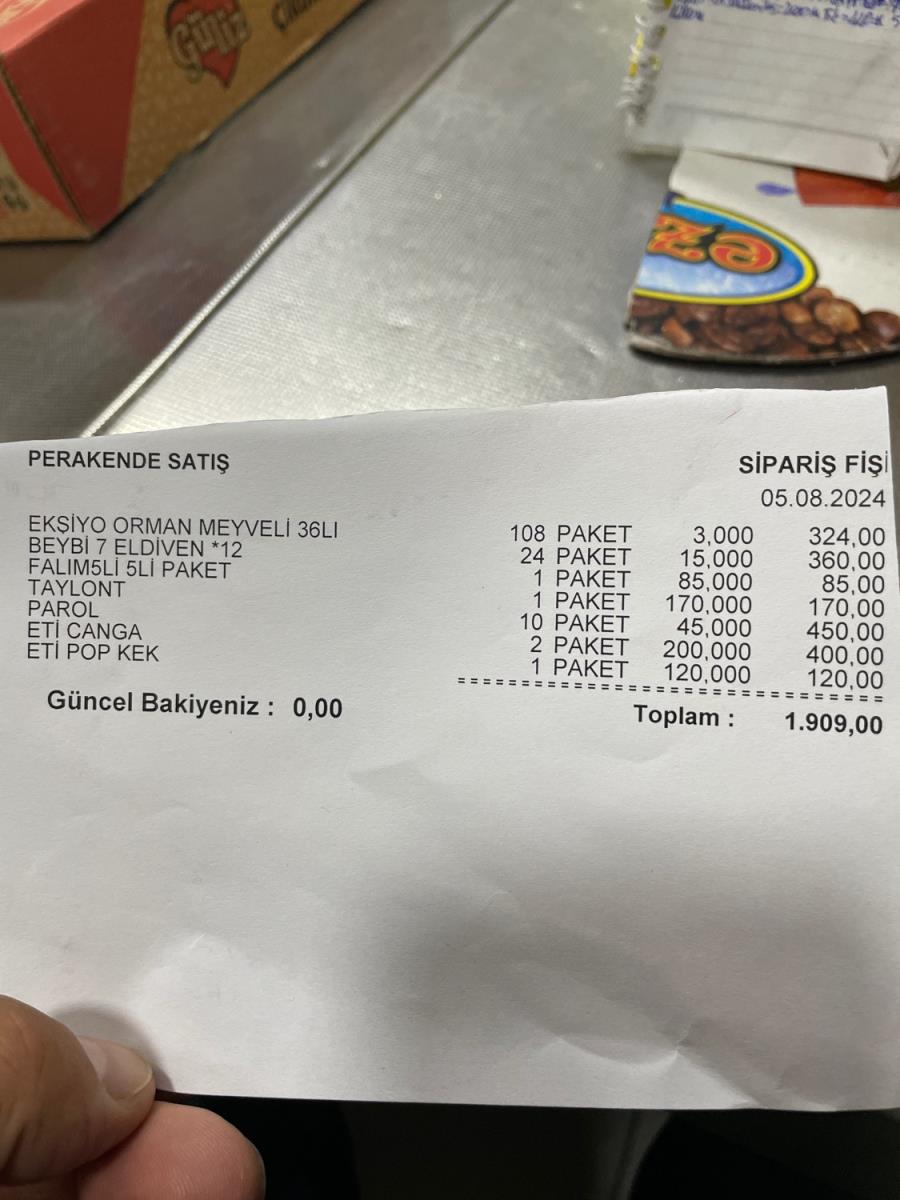 Güliz
ez
PERAKENDE SATIŞ SİPARİŞ FİŞİ
05.08.2024
EKSİYO ORMAN MEYVELİ 36LI 108 PAKET 3,000 324,00
BEYBİ 7 ELDİVEN *12 24 PAKET 15,000 360,00
FALIM5Lİ 5Lİ PAKET 1 PAKET 85,000 85,00
TAYLONT 1 PAKET 170,000 170,00
PAROL 10 PAKET 45,000 450,00
ETİ CANGA 2 PAKET 200,000 400,00
ETİ POP KEK 1 PAKET 120,000 120,00
Güncel Bakiyeniz : 0,00 Toplam : 1.909,00